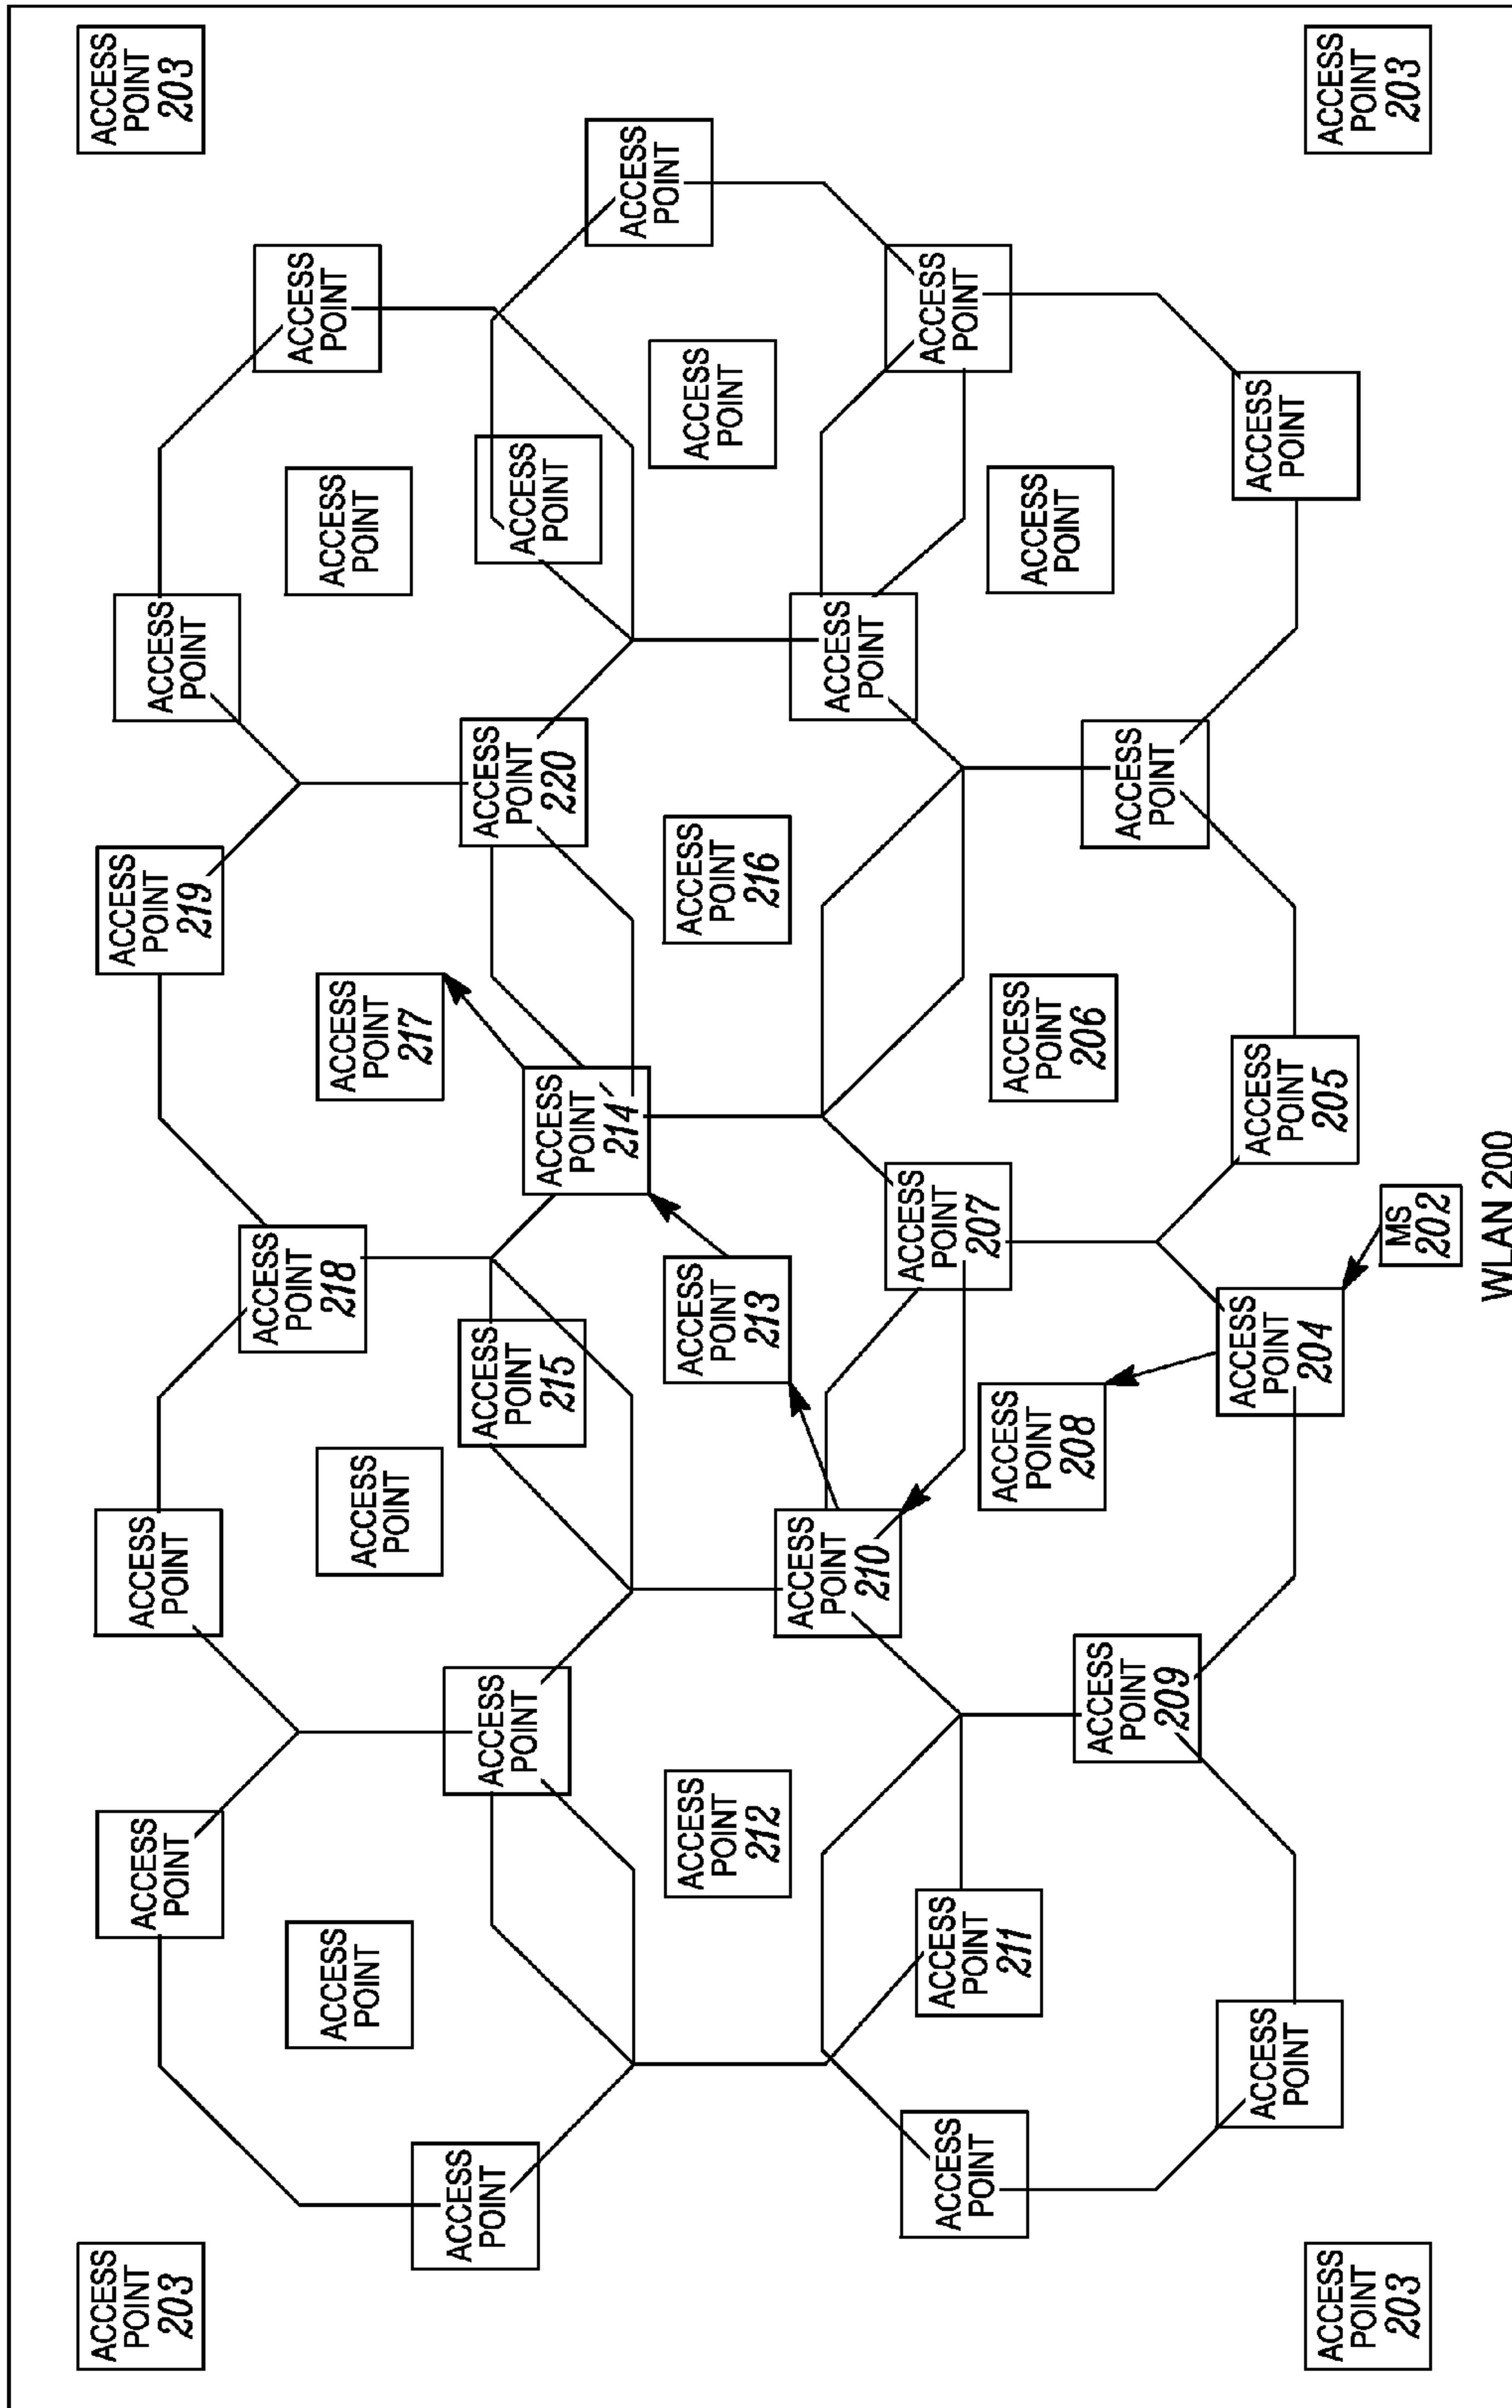 ACCESS
POINT
203
ACCESS
POINT
203
ACCESS
POINT
ACCESS
POINT
ACCESS
POINT
219
ACCESS
POINT
ACCESS
POINT
ACCESS
POINT
ACCESS
POINT
218
ACCESS
POINT
217
ACCESS
POINT
ACCESS
POINT
ACCESS
POINT
ACCESS
POINT
ACCESS
POINT
215
ACCESS
POINT
214
ACCESS
POINT
220
ACCESS
POINT
ACCESS
POINT
212
ACCESS
POINT
213
ACCESS
POINT
216
ACCESS
POINT
ACCESS
POINT
ACCESS
POINT
210
ACCESS
POINT
ACCESS
POINT
ACCESS
POINT
211
ACCESS
POINT
207
ACCESS
POINT
ACCESS
POINT
208
ACCESS
POINT
206
ACCESS
POINT
ACCESS
POINT
209
ACCESS
POINT
ACCESS
POINT
ACCESS
POINT
204
ACCESS
POINT
205
ACCESS
POINT
ACCESS
POINT
203
ACCESS
POINT
203
MS
202
WLAN 200